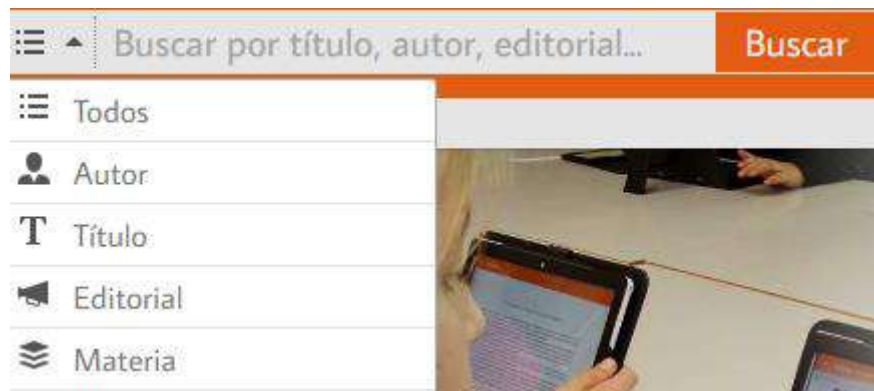 Buscar por título, autor, editorial... Buscar
Todos
Autor
Título
Editorial
Materia